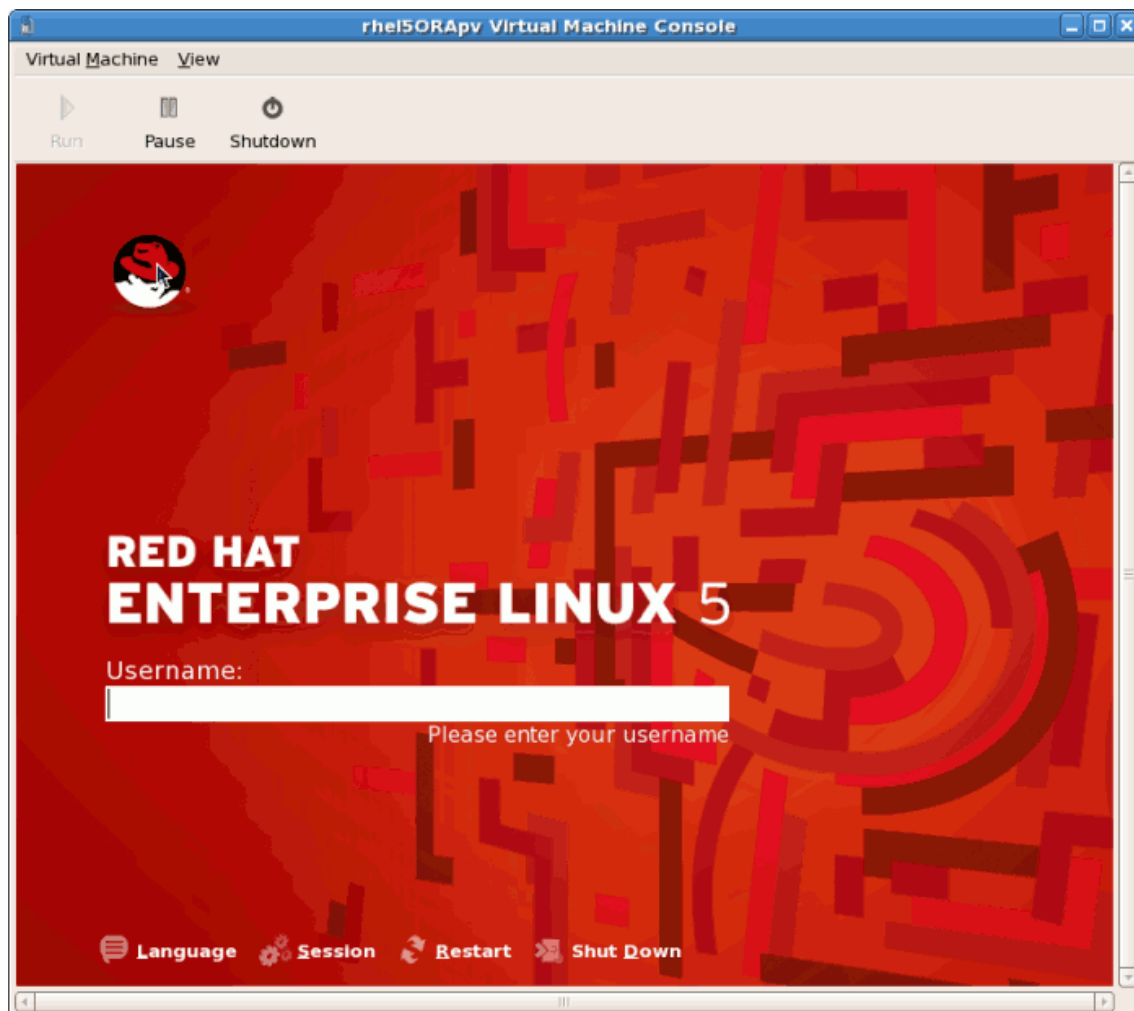 rhel5ORApv Virtual Machine Console
Virtual Machine View
Run Pause Shutdown
RED HAT
ENTERPRISE LINUX 5
Username:
Please enter your username
Language Session Restart Shut Down